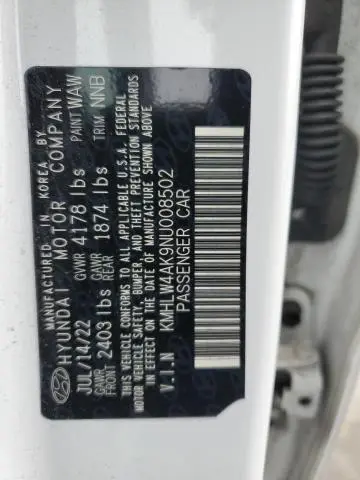 MANUFACTURED IN KOREA BY
HYUNDAI MOTOR COMPANY
JUL/14/22 GVWR 4178 lbs PAINT WAW
GAWR FRONT 2403 lbs GAWR REAR 1874 lbs TRIM NNB
THIS VEHICLE CONFORMS TO ALL APPLICABLE U.S.A. FEDERAL
MOTOR VEHICLE SAFETY, BUMPER, AND THEFT PREVENTION STANDARDS
IN EFFECT ON THE DATE OF MANUFACTURE SHOWN ABOVE
V.I.N KMHLW4AK9NU008502
PASSENGER CAR